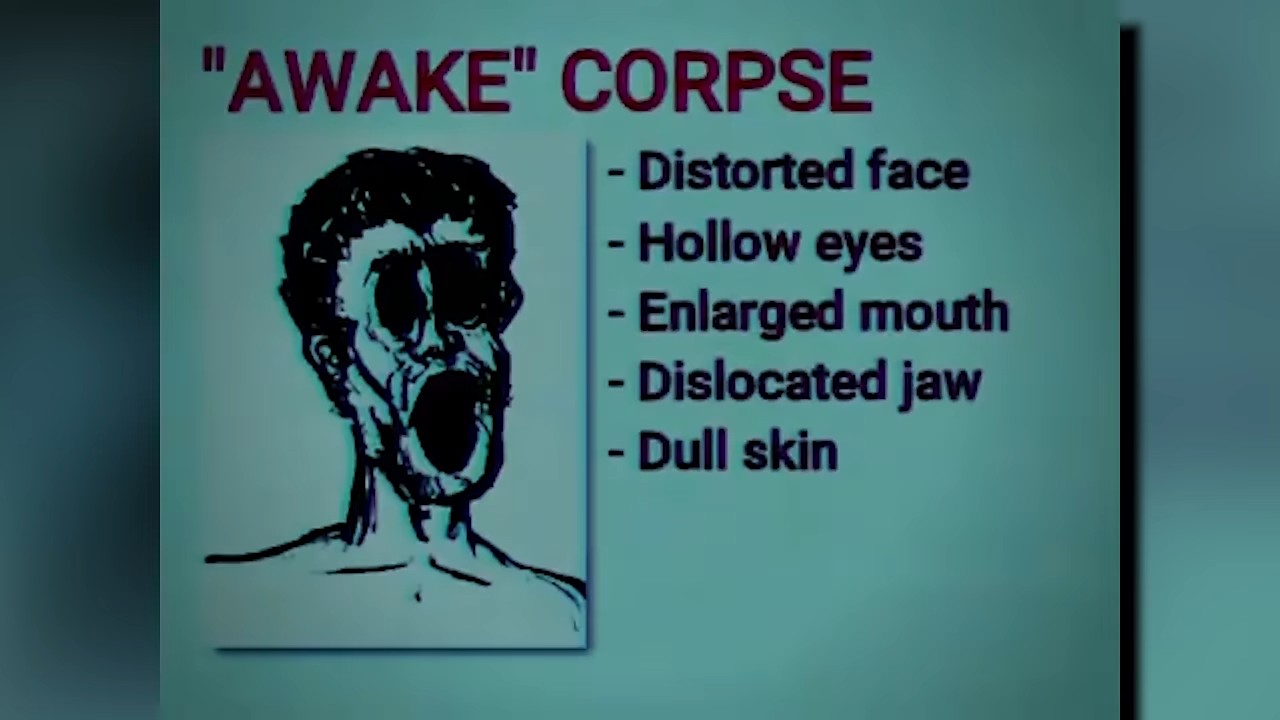 "AWAKE" CORPSE
- Distorted face
- Hollow eyes
- Enlarged mouth
- Dislocated jaw
- Dull skin